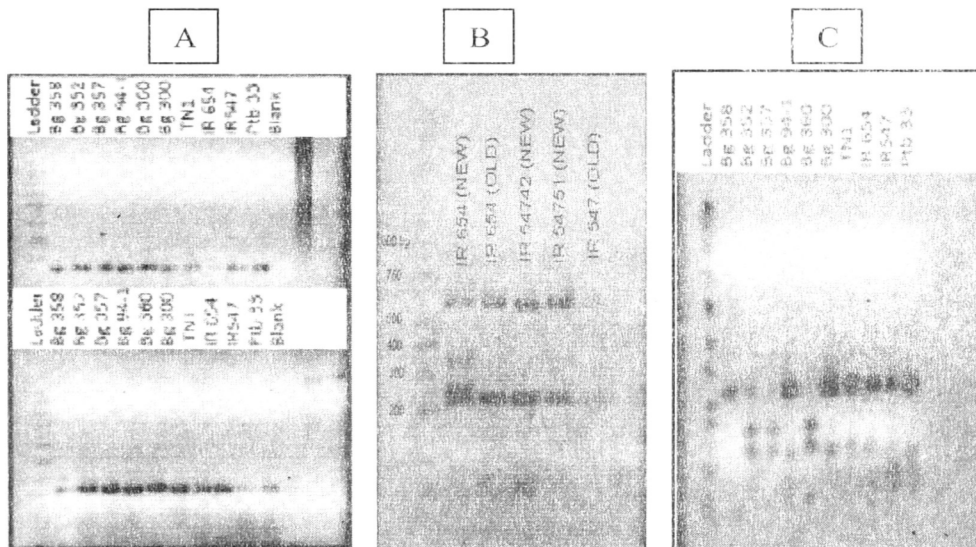 A
B
C
Ladder
Bg 358
Bg 352
Bg 357
Bg 94-1
Bg 360
Bg 300
TN1
IR 654
IR547
Ptb 33
Blank
Ladder
Bg 358
Bg 352
Bg 357
Bg 94-1
Bg 360
Bg 300
TN1
IR 654
IR547
Ptb 33
Blank
IR 654 (NEW)
IR 654 (OLD)
IR 54742 (NEW)
IR 54751 (NEW)
IR 547 (OLD)
Ladder
Bg 358
Bg 352
Bg 357
Bg 94-1
Bg 360
Bg 300
TN1
IR 654
IR547
Ptb 33